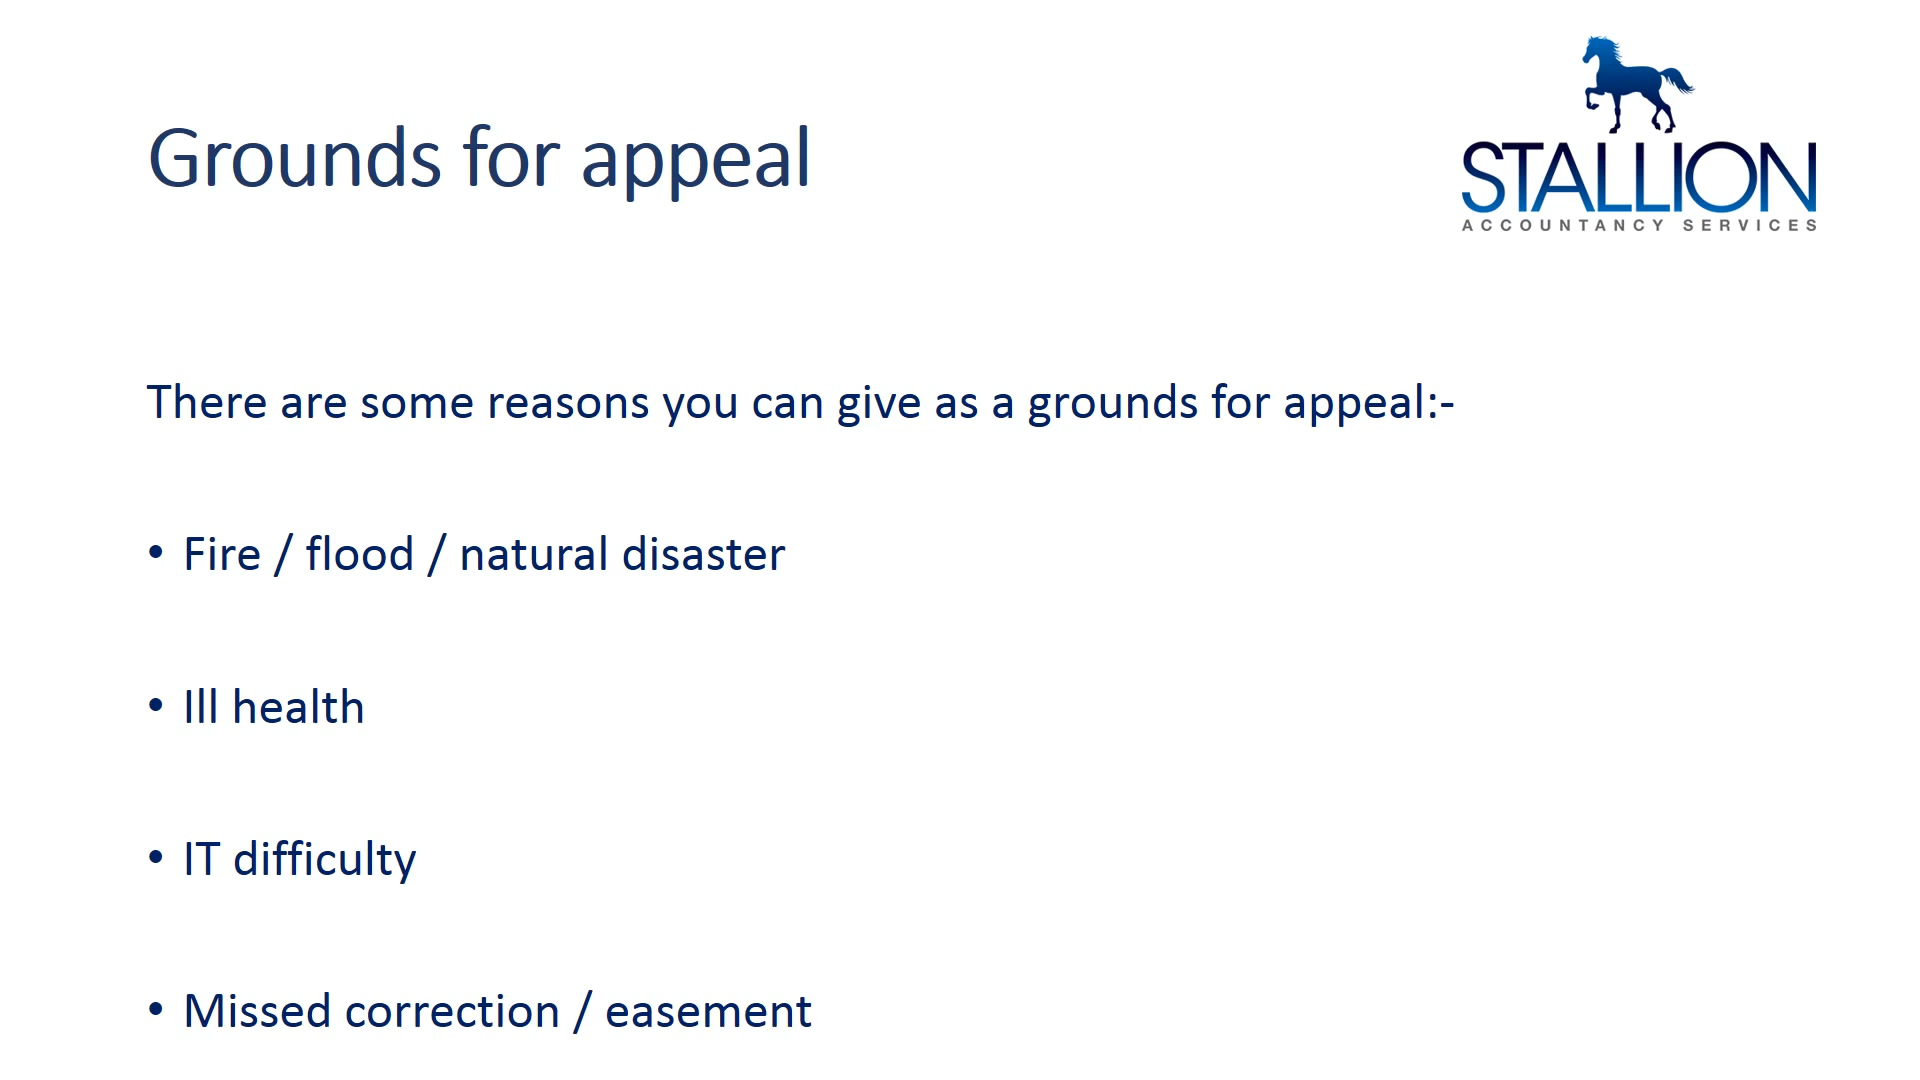 STALLION
ACCOUNTANCY SERVICES
Grounds for appeal
There are some reasons you can give as a grounds for appeal:-
• Fire / flood / natural disaster
• Ill health
• IT difficulty
• Missed correction / easement